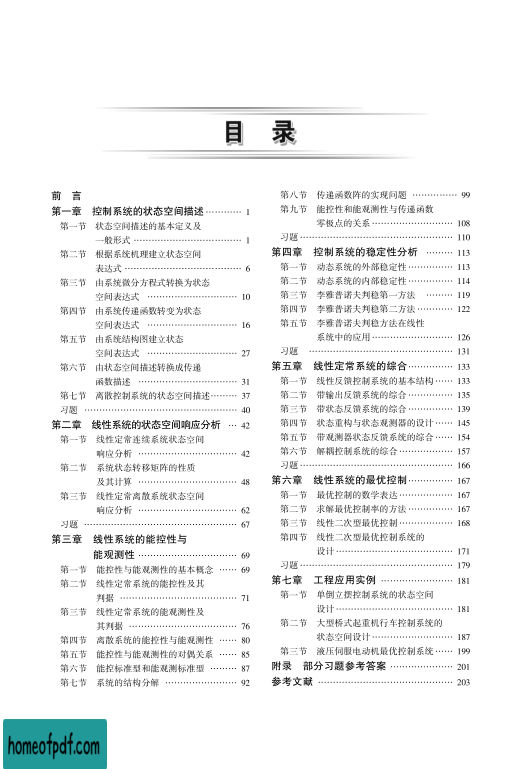 目 录
前 言
第一章 控制系统的状态空间描述………… 1
第一节 状态空间描述的基本定义及
一般形式 ………………………… 1
第二节 根据系统机理建立状态空间
表达式 …………………………… 6
第三节 由系统微分方程式转换为状态
空间表达式 …………………… 10
第四节 由系统传递函数转变为状态
空间表达式 …………………… 16
第五节 由系统结构图建立状态
空间表达式 …………………… 27
第六节 由状态空间描述转换成传递
函数描述 ……………………… 31
第七节 离散控制系统的状态空间描述……… 37
习题 …………………………………… 40
第二章 线性系统的状态空间响应分析 … 42
第一节 线性定常连续系统状态空间
响应分析 ……………………… 42
第二节 系统状态转移矩阵的性质
及其计算 ……………………… 48
第三节 线性定常离散系统状态空间
响应分析 ……………………… 62
习题 …………………………………… 67
第三章 线性系统的能控性与
能观测性 ……………………… 69
第一节 能控性与能观测性的基本概念 …… 69
第二节 线性定常系统的能控性及其
判据 …………………………… 71
第三节 线性定常系统的能观测性及
其判据 ………………………… 76
第四节 离散系统的能控性与能观测性 …… 80
第五节 能控性与能观测性的对偶关系 …… 85
第六节 能控标准型和能观测标准型 ……… 87
第七节 系统的结构分解 ………………… 92
第八节 传递函数阵的实现问题 …………… 99
第九节 能控性和能观测性与传递函数
零极点的关系…………………… 108
习题…………………………………… 110
第四章 控制系统的稳定性分析 ……… 113
第一节 动态系统的外部稳定性………… 113
第二节 动态系统的内部稳定性………… 114
第三节 李雅普诺夫判稳第一方法 ……… 119
第四节 李雅普诺夫判稳第二方法……… 122
第五节 李雅普诺夫判稳方法在线性
系统中的应用…………………… 126
习题 ………………………………… 131
第五章 线性定常系统的综合………… 133
第一节 线性反馈控制系统的基本结构…… 133
第二节 带输出反馈系统的综合………… 135
第三节 带状态反馈系统的综合………… 139
第四节 状态重构与状态观测器的设计…… 145
第五节 带观测器状态反馈系统的综合…… 154
第六节 解耦控制系统的综合…………… 157
习题…………………………………… 166
第六章 线性系统的最优控制………… 167
第一节 最优控制的数学表达…………… 167
第二节 求解最优控制率的方法………… 167
第三节 线性二次型最优控制…………… 168
第四节 线性二次型最优控制系统的
设计……………………………… 171
习题…………………………………… 179
第七章 工程应用实例 ………………… 181
第一节 单倒立摆控制系统的状态空间
设计……………………………… 181
第二节 大型桥式起重机行车控制系统的
状态空间设计…………………… 187
第三节 液压伺服电动机最优控制系统…… 199
附录 部分习题参考答案 ……………… 201
参考文献 ………………………………… 203
homeofpdf.com